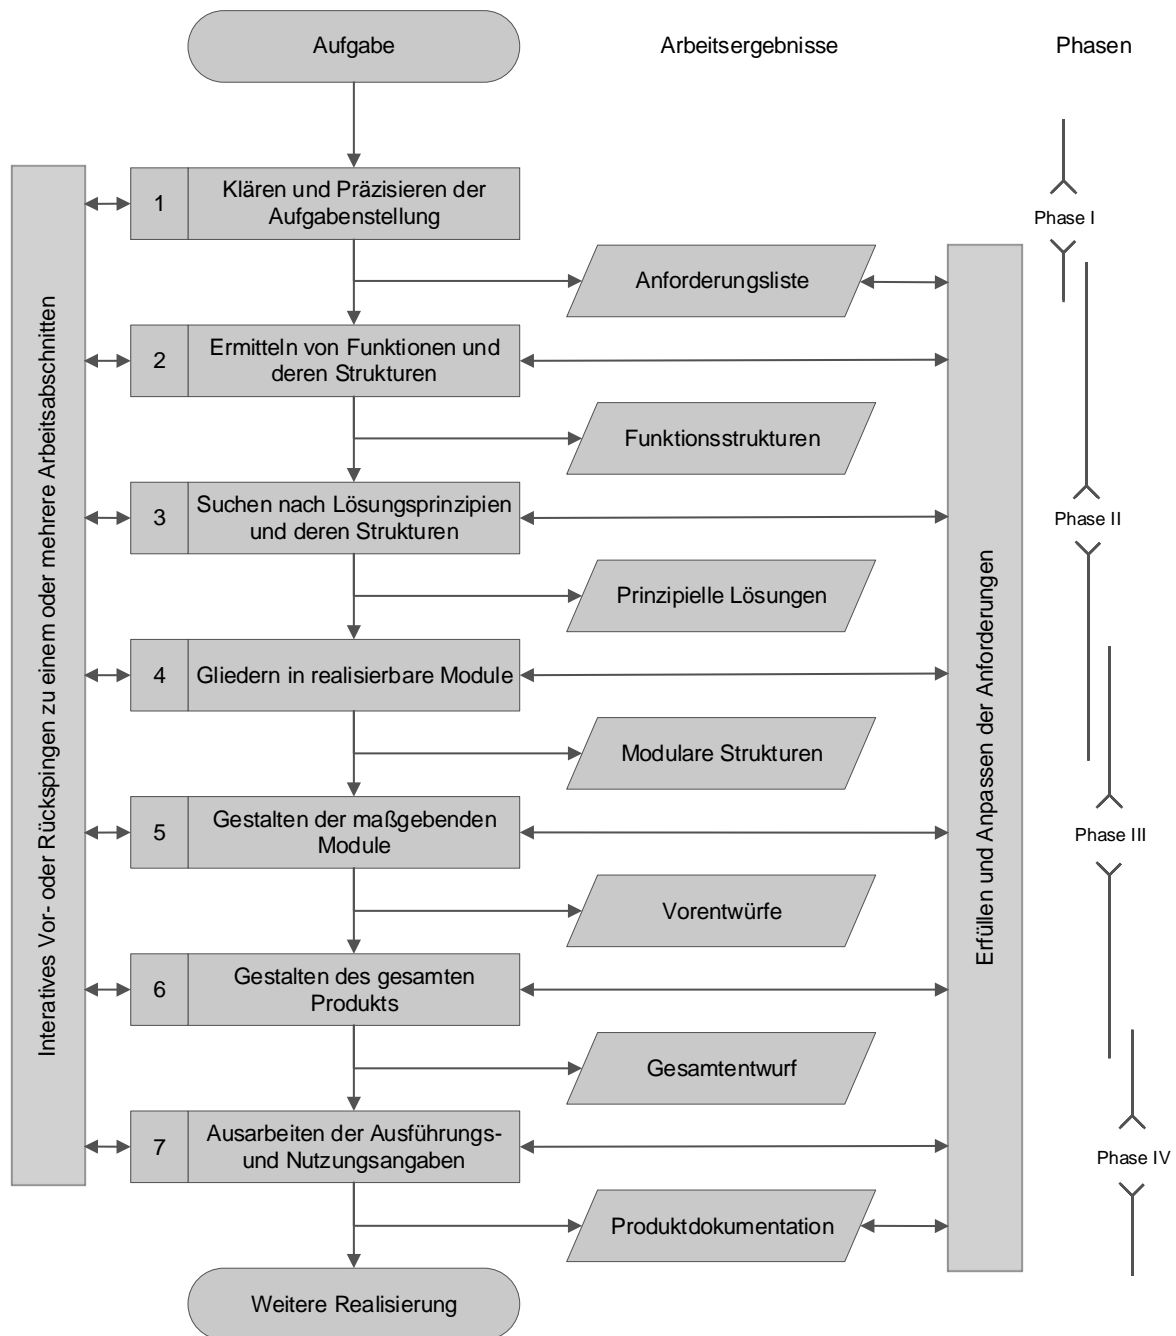 Aufgabe
Arbeitsergebnisse
Phasen
Interatives Vor- oder Rückspingen zu einem oder mehrere Arbeitsabschnitten
1
Klären und Präzisieren der
Aufgabenstellung
Phase I
Anforderungsliste
2
Ermitteln von Funktionen und
deren Strukturen
Funktionsstrukturen
3
Suchen nach Lösungsprinzipien
und deren Strukturen
Phase II
Prinzipielle Lösungen
4
Gliedern in realisierbare Module
Erfüllen und Anpassen der Anforderungen
Modulare Strukturen
5
Gestalten der maßgebenden
Module
Phase III
Vorentwürfe
6
Gestalten des gesamten
Produkts
Gesamtentwurf
7
Ausarbeiten der Ausführungs-
und Nutzungsangaben
Phase IV
Produktdokumentation
Weitere Realisierung